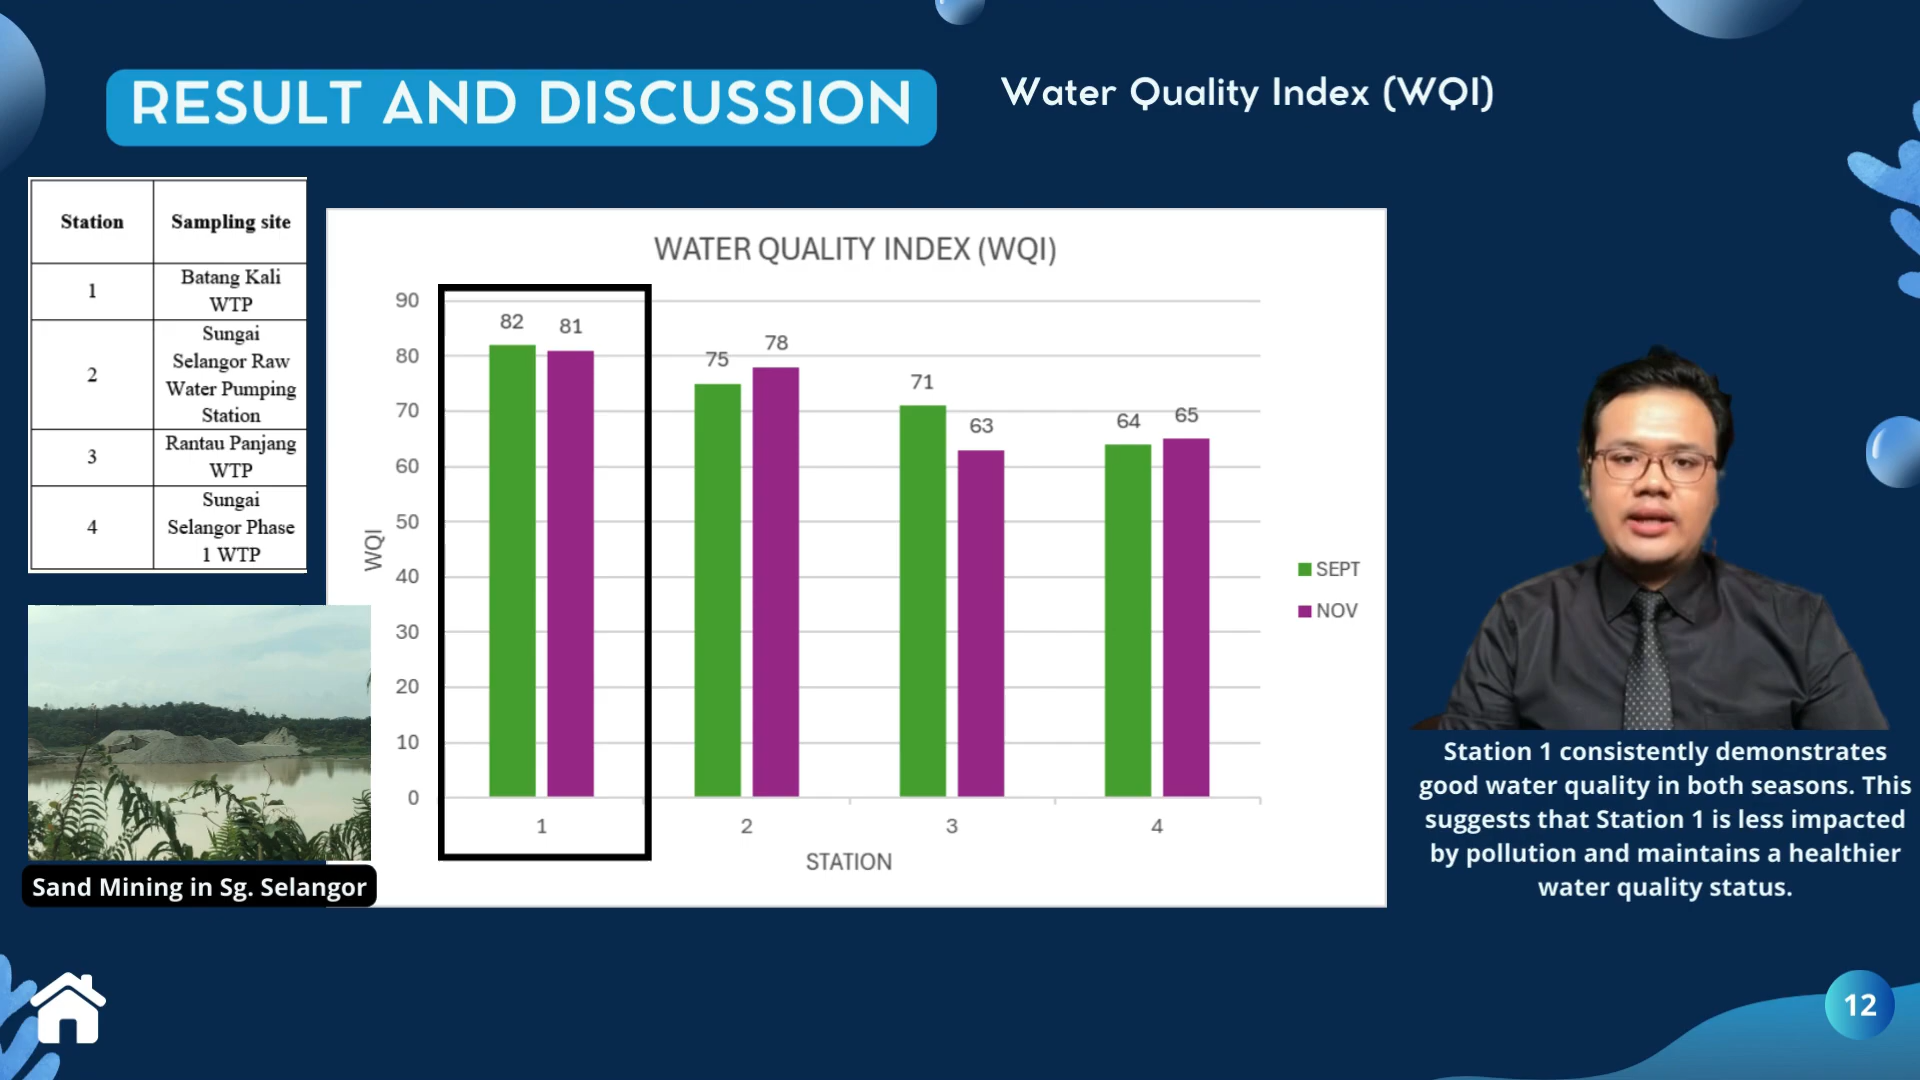 RESULT AND DISCUSSION
Water Quality Index (WQI)
Station
Sampling site
1
Batang Kali
WTP
2
Sungai
Selangor Raw
Water Pumping
Station
3
Rantau Panjang
WTP
4
Sungai
Selangor Phase
1 WTP
WATER QUALITY INDEX (WQI)
90
80
70
60
50
40
30
20
10
0
WQI
82
81
75
78
71
63
64
65
1
2
3
4
STATION
SEPT
NOV
Sand Mining in Sg. Selangor
Station 1 consistently demonstrates
good water quality in both seasons. This
suggests that Station 1 is less impacted
by pollution and maintains a healthier
water quality status.
12